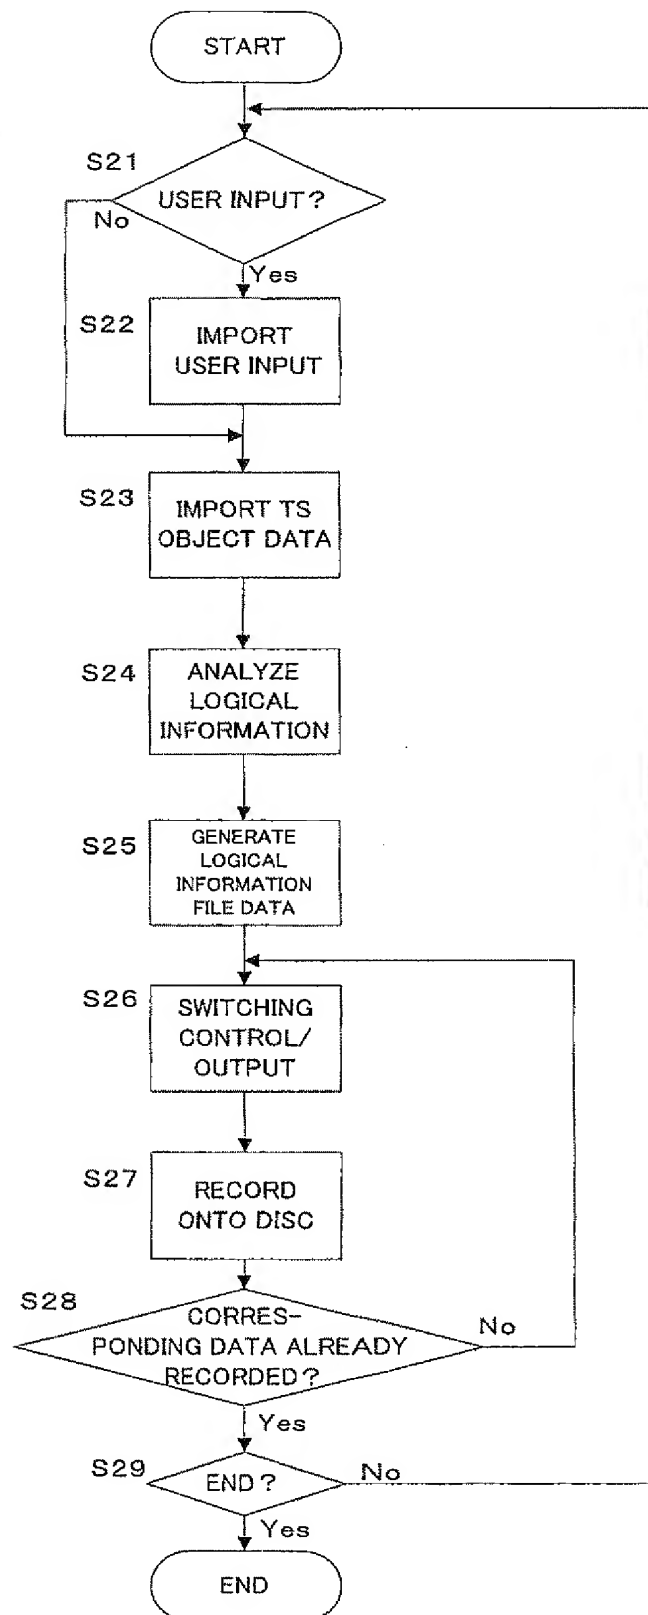 START
S21
USER INPUT?
No
Yes
S22
IMPORT
USER INPUT
S23
IMPORT TS
OBJECT DATA
S24
ANALYZE
LOGICAL
INFORMATION
S25
GENERATE
LOGICAL
INFORMATION
FILE DATA
S26
SWITCHING
CONTROL/
OUTPUT
S27
RECORD
ONTO DISC
S28
CORRES-
PONDING DATA ALREADY
RECORDED?
No
Yes
S29
END?
No
Yes
END